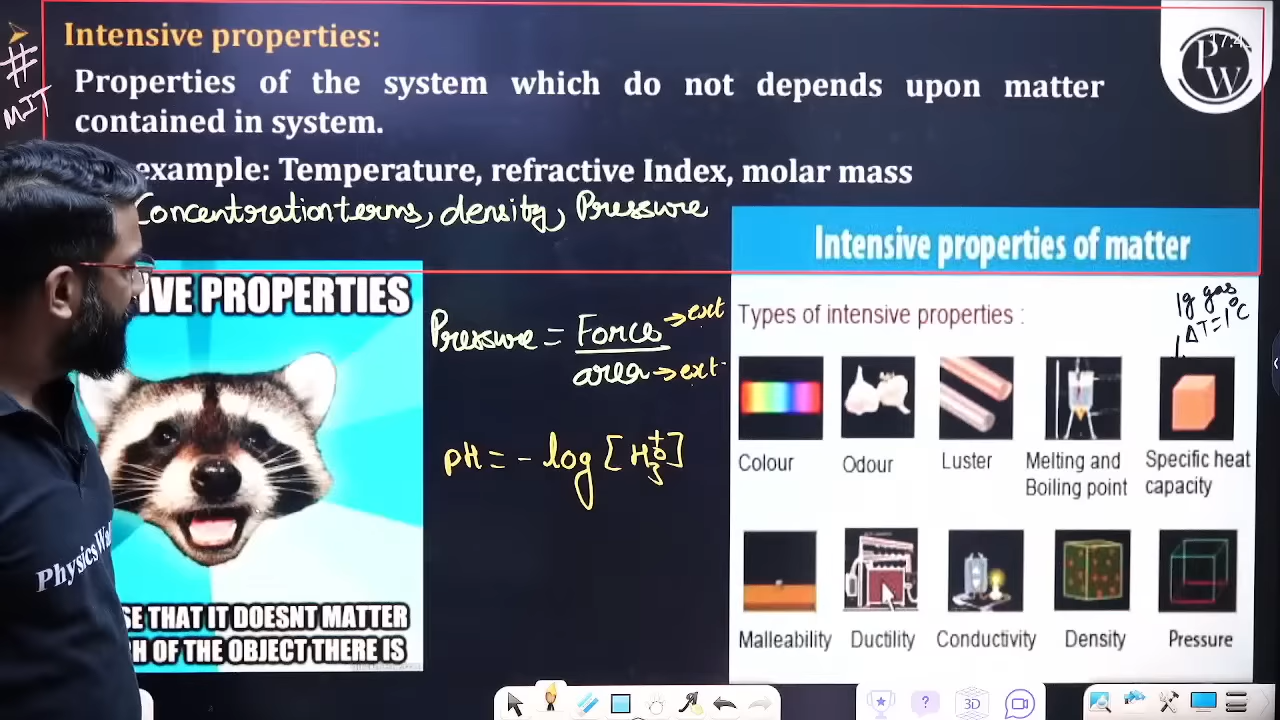 Intensive properties:
#
MIT
Properties of the system which do not depends upon matter
contained in system.
example: Temperature, refractive Index, molar mass
Concentration terms, density, Pressure
PW
IVE PROPERTIES
SE THAT IT DOESNT MATTER
H OF THE OBJECT THERE IS
PhysicsWal
Pressure = Force → ext
area → ext
pH = - log [H3O+]
Intensive properties of matter
Types of intensive properties :
1g gas
ΔT=1°C
Colour
Odour
Luster
Melting and
Boiling point
Specific heat
capacity
Malleability
Ductility
Conductivity
Density
Pressure
3D